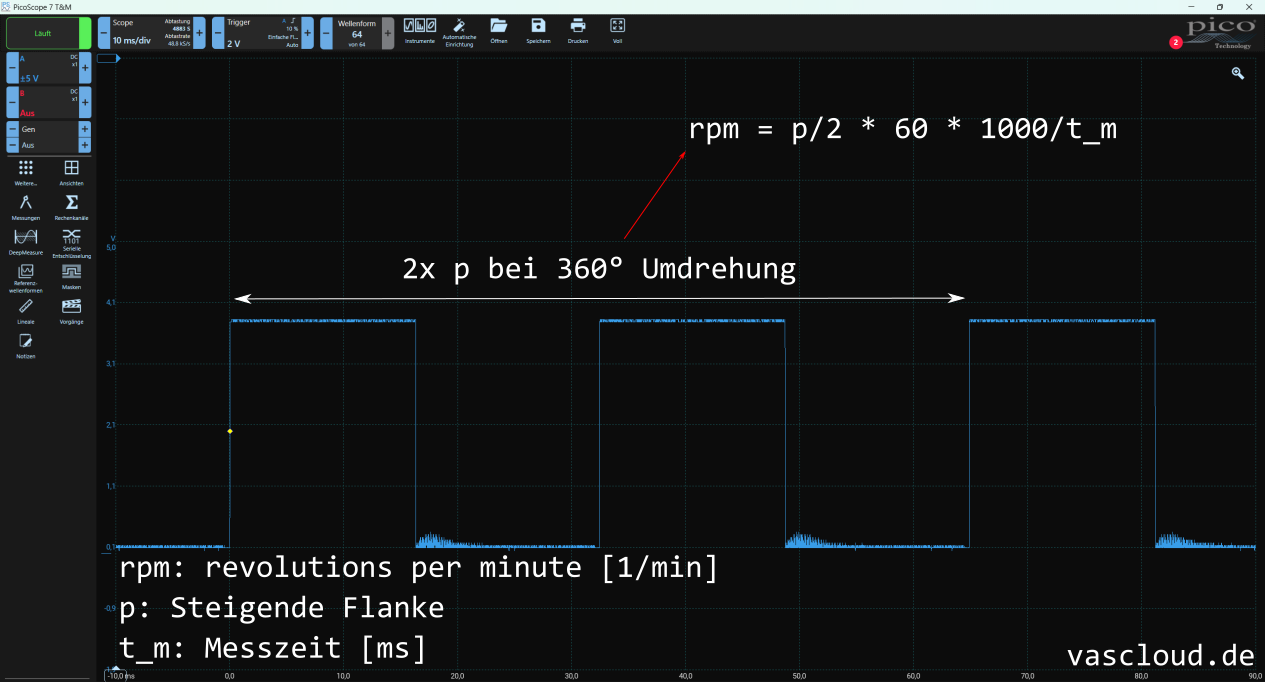 PicoScope 7 T&M
Läuft
Scope
10 ms/div
Abtastung
4883 S
Abtastrate
48,8 kS/s
Trigger
2 V
A
10 %
Einfache Fl...
Auto
Wellenform
64
von 64
Instrumente
Automatische
Einrichtung
Öffnen
Speichern
Drucken
Voll
2
pico
Technology
A
DC
x1
±5 V
B
DC
x1
Aus
Gen
Aus
Weitere...
Ansichten
Messungen
Rechenkanäle
DeepMeasure
1101
Serielle
Entschlüsselung
Referenz-
wellenformen
Masken
Lineale
Vorgänge
Notizen
rpm = p/2 * 60 * 1000/t_m
2x p bei 360° Umdrehung
V
5,0
4,1
3,1
2,1
1,1
0,1
-0,9
rpm: revolutions per minute [1/min]
p: Steigende Flanke
t_m: Messzeit [ms]
vascloud.de
-10,0 ms
0,0
10,0
20,0
30,0
40,0
50,0
60,0
70,0
80,0
90,0